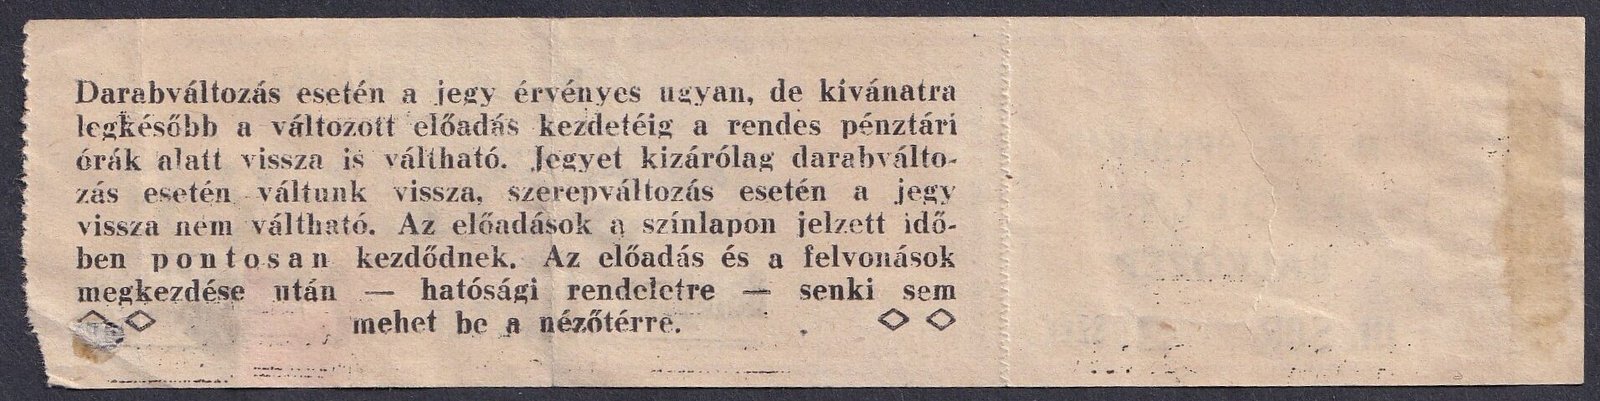 Darabváltozás esetén a jegy érvényes ugyan, de kivánatra
legkésőbb a változott előadás kezdetéig a rendes pénztári
órák alatt vissza is váltható. Jegyet kizárólag darabválto-
zás esetén váltunk vissza, szerepváltozás esetén a jegy
vissza nem váltható. Az előadások a színlapon jelzett idő-
ben pontosan kezdődnek. Az előadás és a felvonások
megkezdése után — hatósági rendeletre — senki sem
mehet be a nézőtérre.